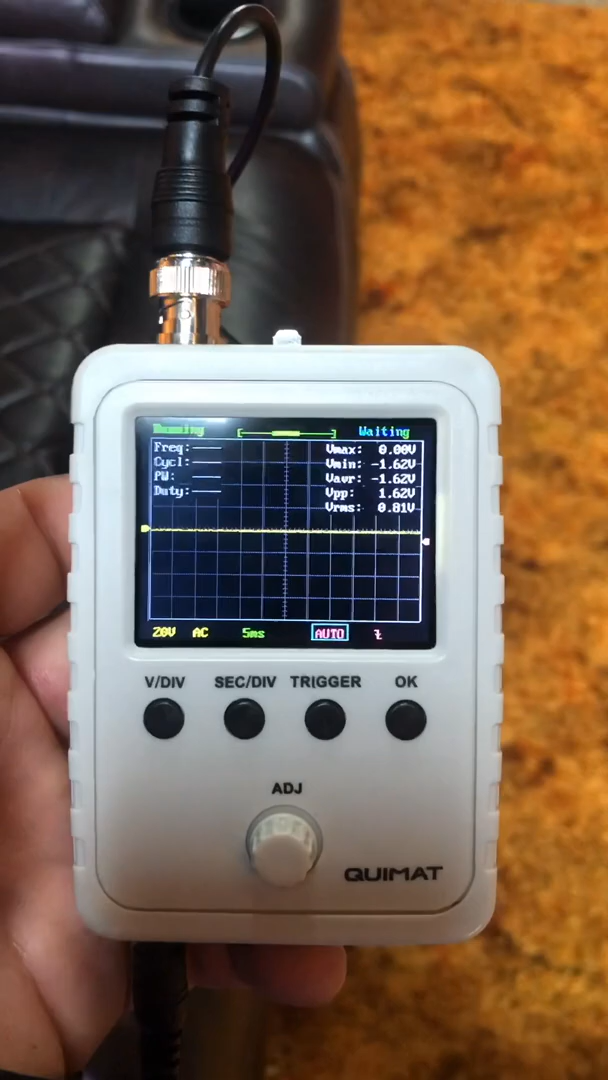 Running Waiting
Freq: Vmax: 0.00V
Cycl: Vmin: -1.62V
PW: Vavr: -1.62V
Duty: Vpp: 1.62V
Vrms: 0.81V
20V AC 5ms AUTO
V/DIV SEC/DIV TRIGGER OK
ADJ
QUIMAT